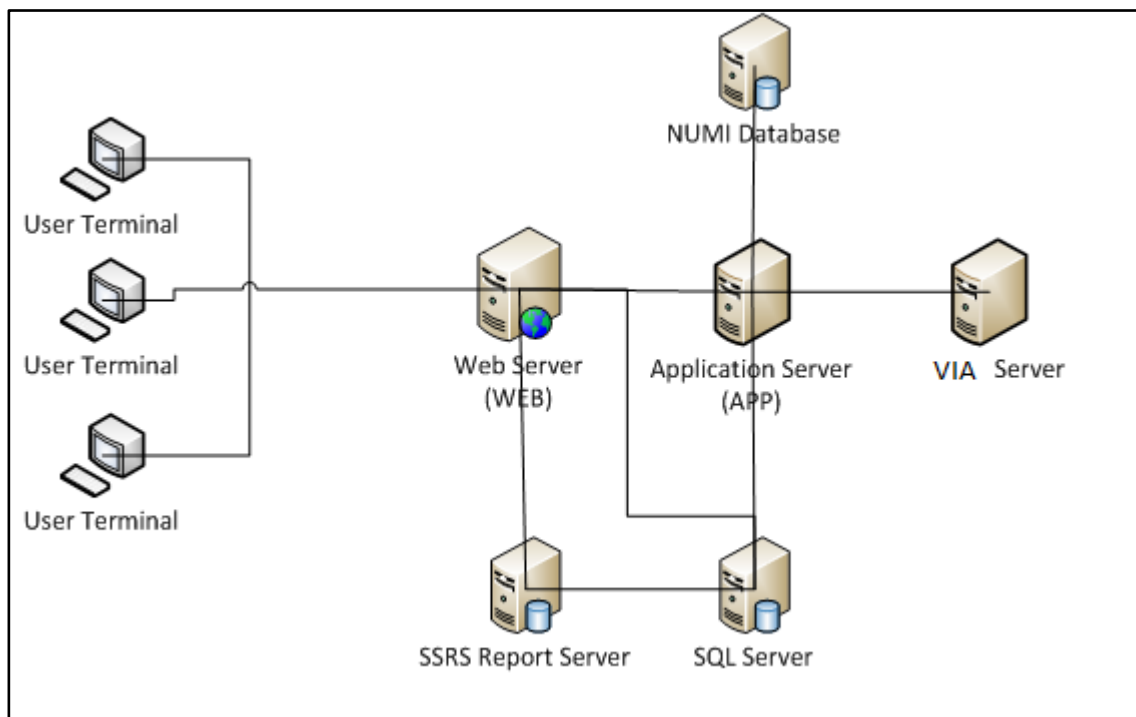 NUMI Database
User Terminal
User Terminal
Web Server
(WEB)
Application Server
(APP)
VIA Server
User Terminal
SSRS Report Server
SQL Server